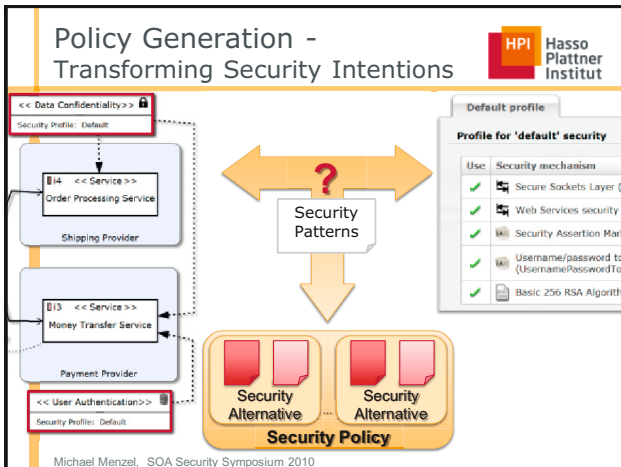 Policy Generation -
Transforming Security Intentions
HPI Hasso
Plattner
Institut
<< Data Confidentiality>>
Security Profile: Default
i4 << Service >>
Order Processing Service
Shipping Provider
i3 << Service >>
Money Transfer Service
Payment Provider
<< User Authentication>>
Security Profile: Default
?
Security
Patterns
Default profile
Profile for 'default' security
Use Security mechanism
Secure Sockets Layer (
Web Services security
Security Assertion Mar
Username/password to
(UsernamePasswordTo
Basic 256 RSA Algorith
Security
Alternative
...
Security
Alternative
Security Policy
Michael Menzel, SOA Security Symposium 2010